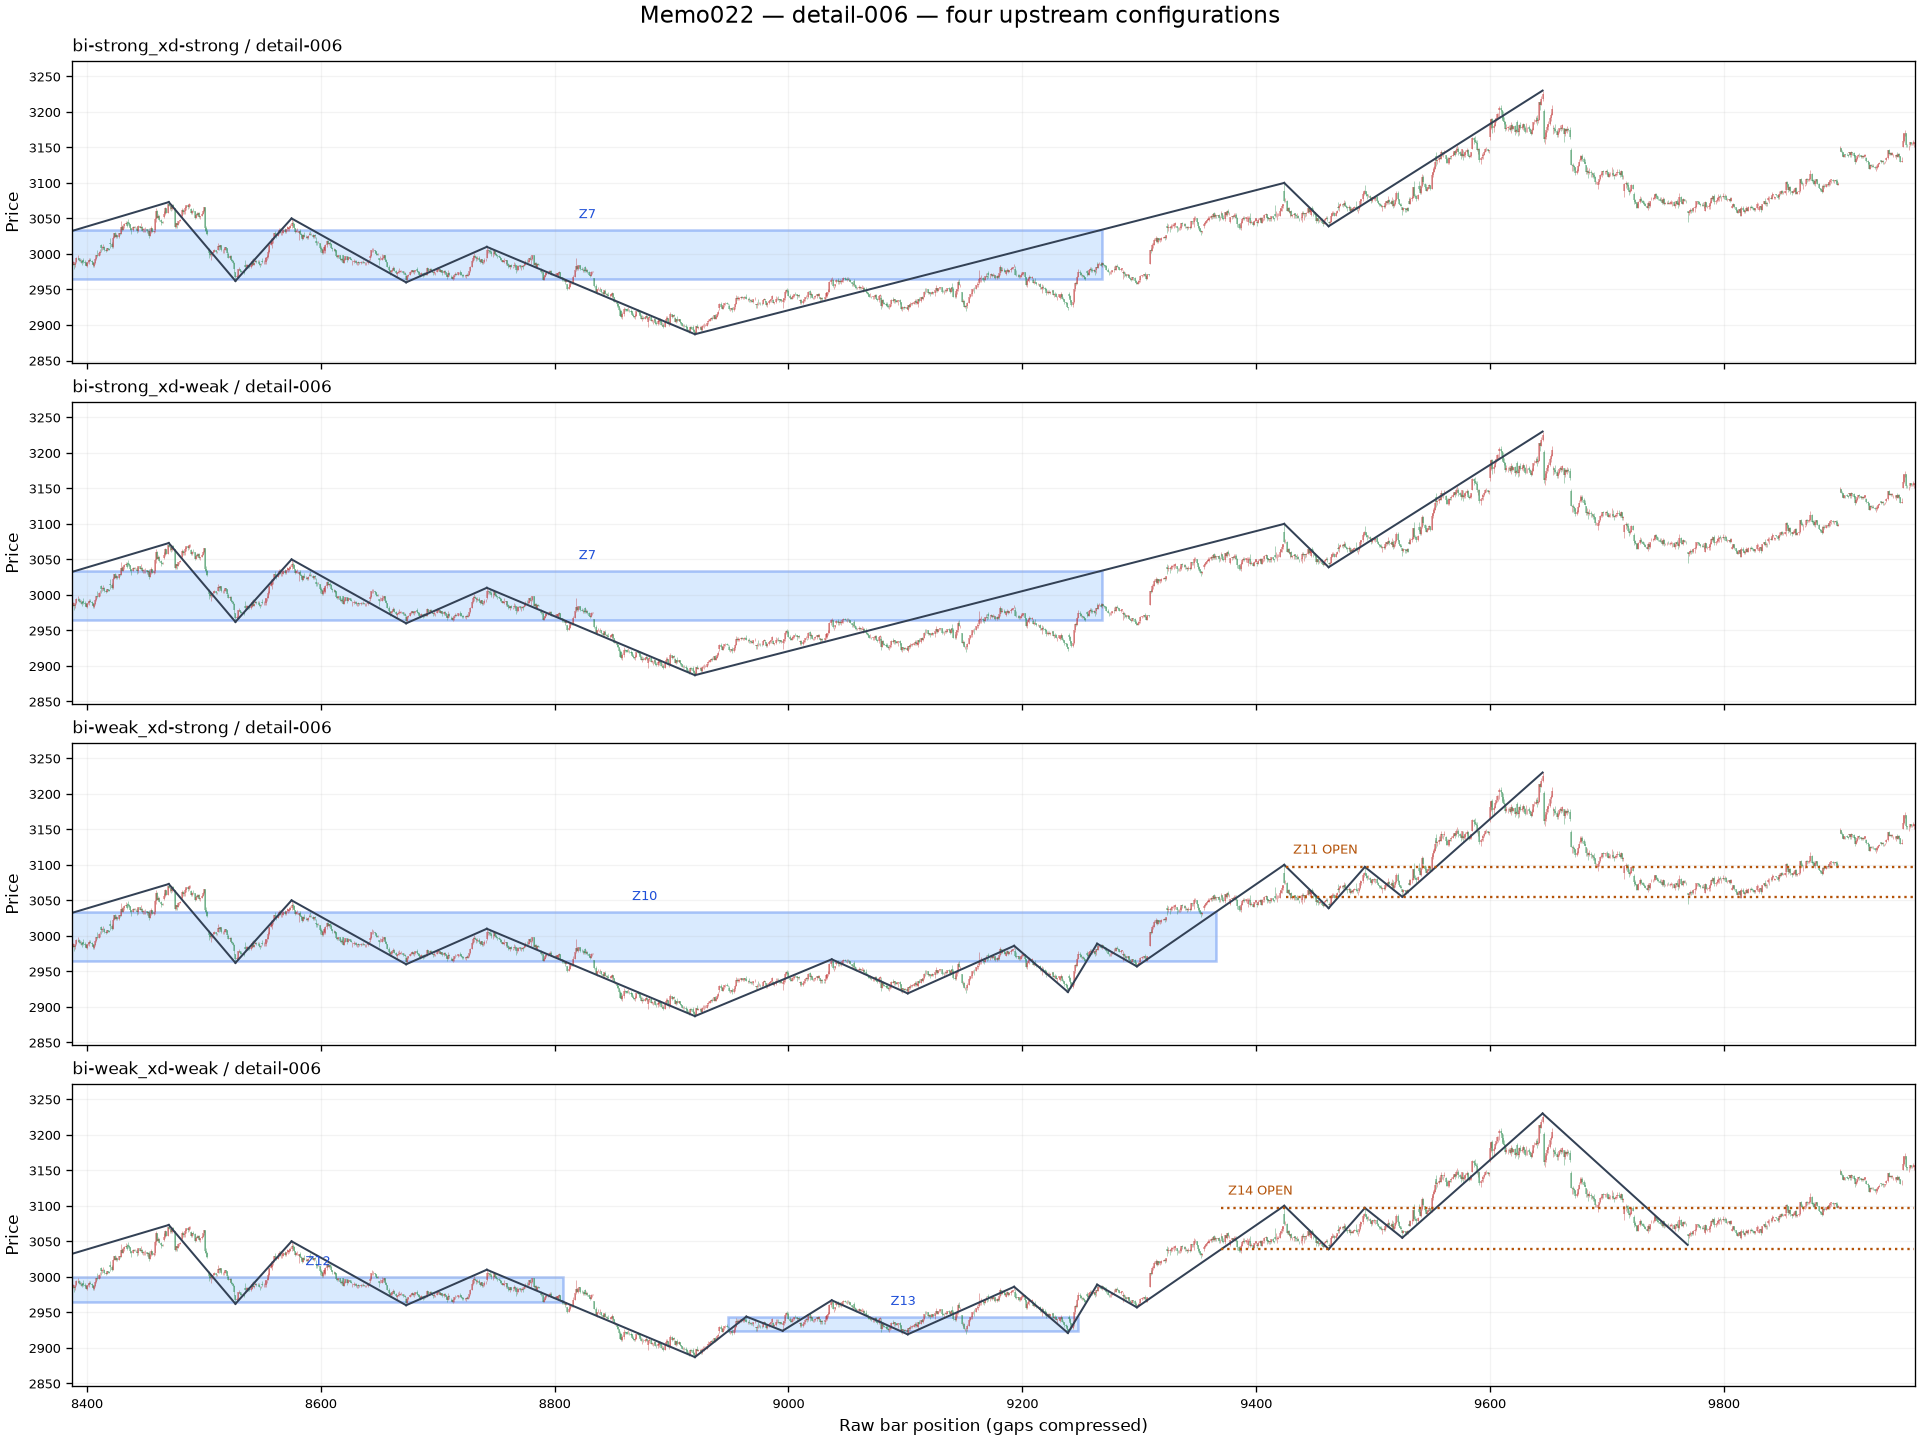 Memo022 — detail-006 — four upstream configurations
bi-strong_xd-strong / detail-006
Price
3250
3200
3150
3100
3050
3000
2950
2900
2850
Z7
bi-strong_xd-weak / detail-006
Price
3250
3200
3150
3100
3050
3000
2950
2900
2850
Z7
bi-weak_xd-strong / detail-006
Price
3250
3200
3150
3100
3050
3000
2950
2900
2850
Z11 OPEN
Z10
bi-weak_xd-weak / detail-006
Price
3250
3200
3150
3100
3050
3000
2950
2900
2850
Z14 OPEN
Z12
Z13
8400 8600 8800 9000 9200 9400 9600 9800
Raw bar position (gaps compressed)